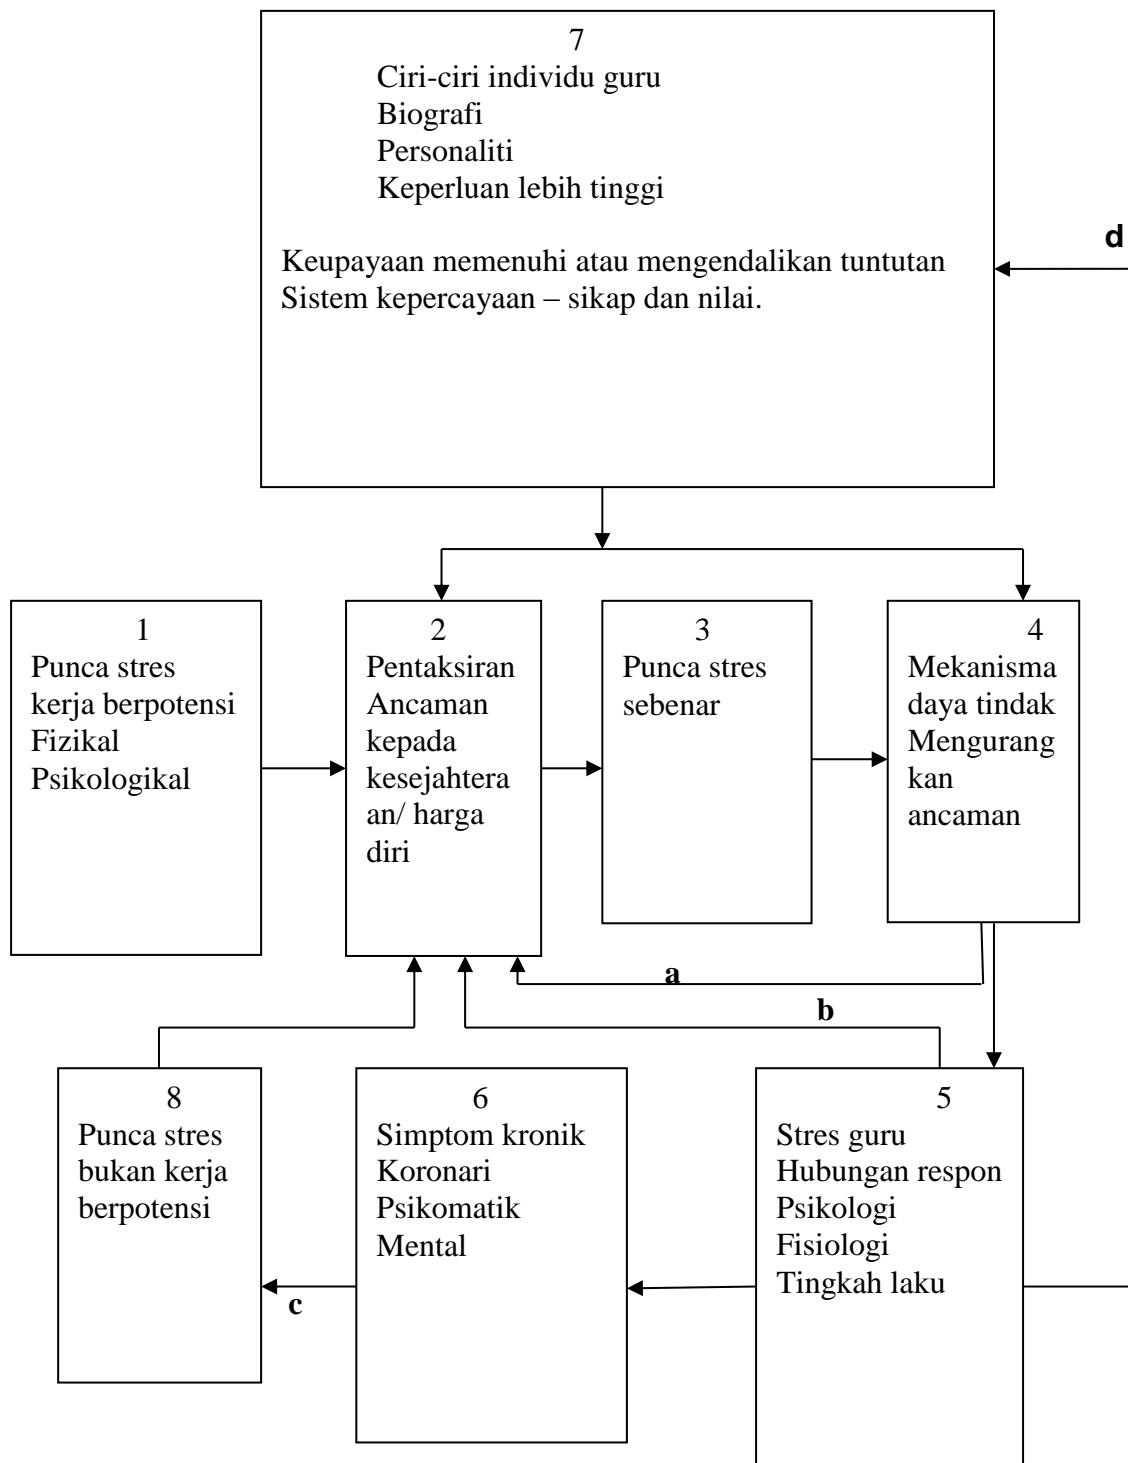 7
Ciri-ciri individu guru
Biografi
Personaliti
Keperluan lebih tinggi
Keupayaan memenuhi atau mengendalikan tuntutan
Sistem kepercayaan – sikap dan nilai.
d
1
Punca stres
kerja berpotensi
Fizikal
Psikologikal
2
Pentaksiran
Ancaman
kepada
kesejahtera
an/ harga
diri
3
Punca stres
sebenar
4
Mekanisma
daya tindak
Mengurang
kan
ancaman
a
b
8
Punca stres
bukan kerja
berpotensi
c
6
Simptom kronik
Koronari
Psikomatik
Mental
5
Stres guru
Hubungan respon
Psikologi
Fisiologi
Tingkah laku